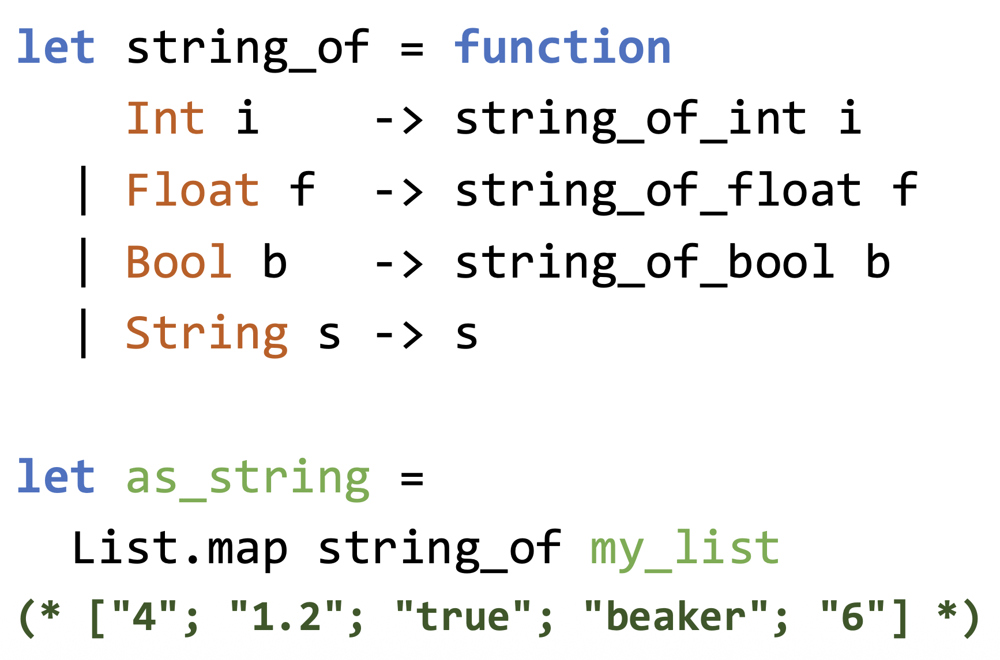 let string_of = function
    Int i    -> string_of_int i
  | Float f  -> string_of_float f
  | Bool b   -> string_of_bool b
  | String s -> s
let as_string =
  List.map string_of my_list
(* ["4"; "1.2"; "true"; "beaker"; "6"] *)